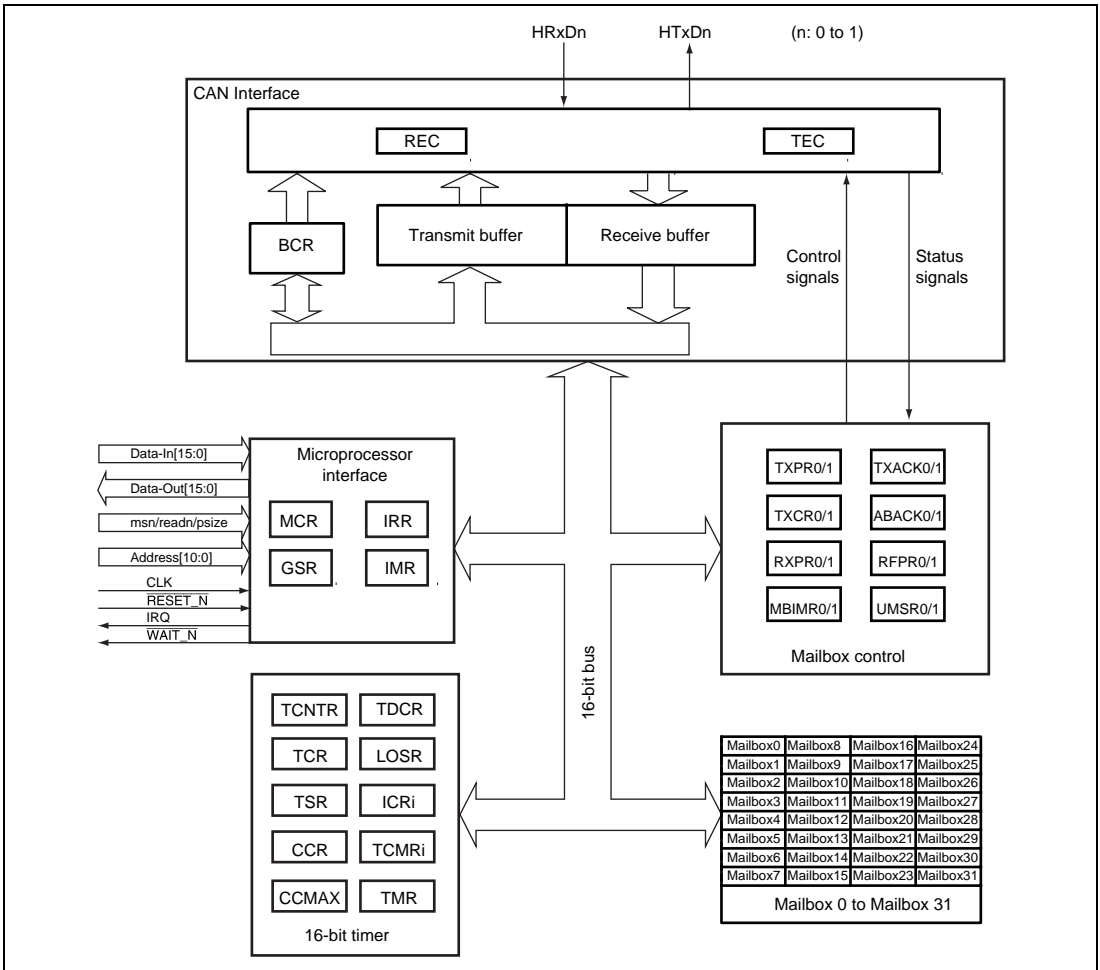 HRxDn HTxDn (n: 0 to 1)
CAN Interface
REC TEC
BCR
Transmit buffer
Receive buffer
Control
signals
Status
signals
Data-In[15:0]
Data-Out[15:0]
msn/readn/psize
Address[10:0]
CLK
RESET_N
IRQ
WAIT_N
Microprocessor
interface
MCR IRR
GSR IMR
TXPR0/1 TXACK0/1
TXCR0/1 ABACK0/1
RXPR0/1 RFPR0/1
MBIMR0/1 UMSR0/1
Mailbox control
16-bit bus
TCNTR TDCR
TCR LOSR
TSR ICRi
CCR TCMRi
CCMAX TMR
16-bit timer
Mailbox0 Mailbox8 Mailbox16 Mailbox24
Mailbox1 Mailbox9 Mailbox17 Mailbox25
Mailbox2 Mailbox10 Mailbox18 Mailbox26
Mailbox3 Mailbox11 Mailbox19 Mailbox27
Mailbox4 Mailbox12 Mailbox20 Mailbox28
Mailbox5 Mailbox13 Mailbox21 Mailbox29
Mailbox6 Mailbox14 Mailbox22 Mailbox30
Mailbox7 Mailbox15 Mailbox23 Mailbox31
Mailbox 0 to Mailbox 31